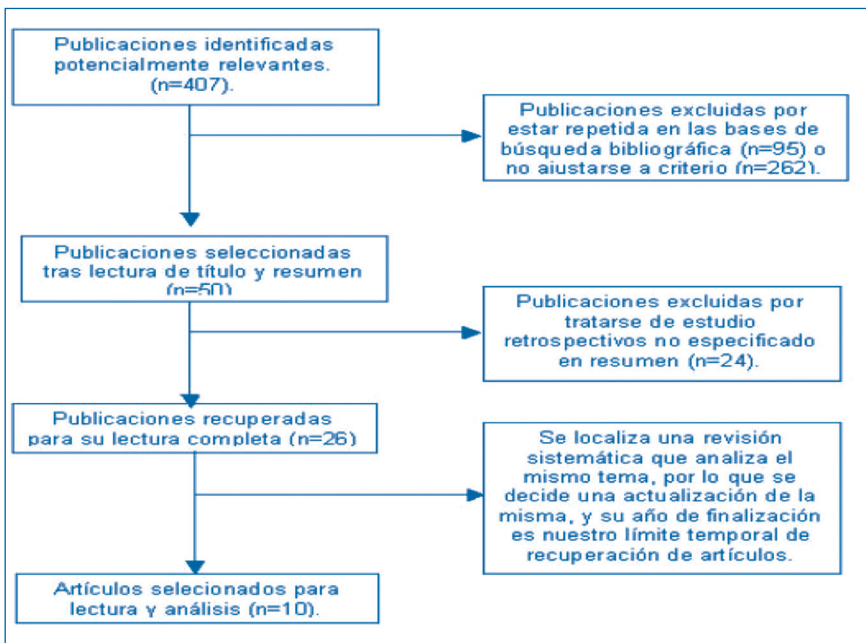 Publicaciones identificadas
potencialmente relevantes.
(n=407).
Publicaciones excluidas por
estar repetida en las bases de
búsqueda bibliográfica (n=95) o
no ajustarse a criterio (n=262).
Publicaciones seleccionadas
tras lectura de título y resumen
(n=50)
Publicaciones excluidas por
tratarse de estudio
retrospectivos no especificado
en resumen (n=24).
Publicaciones recuperadas
para su lectura completa (n=26)
Se localiza una revisión
sistemática que analiza el
mismo tema, por lo que se
decide una actualización de la
misma, y su año de finalización
es nuestro límite temporal de
recuperación de artículos.
Artículos selecionados para
lectura y análisis (n=10).